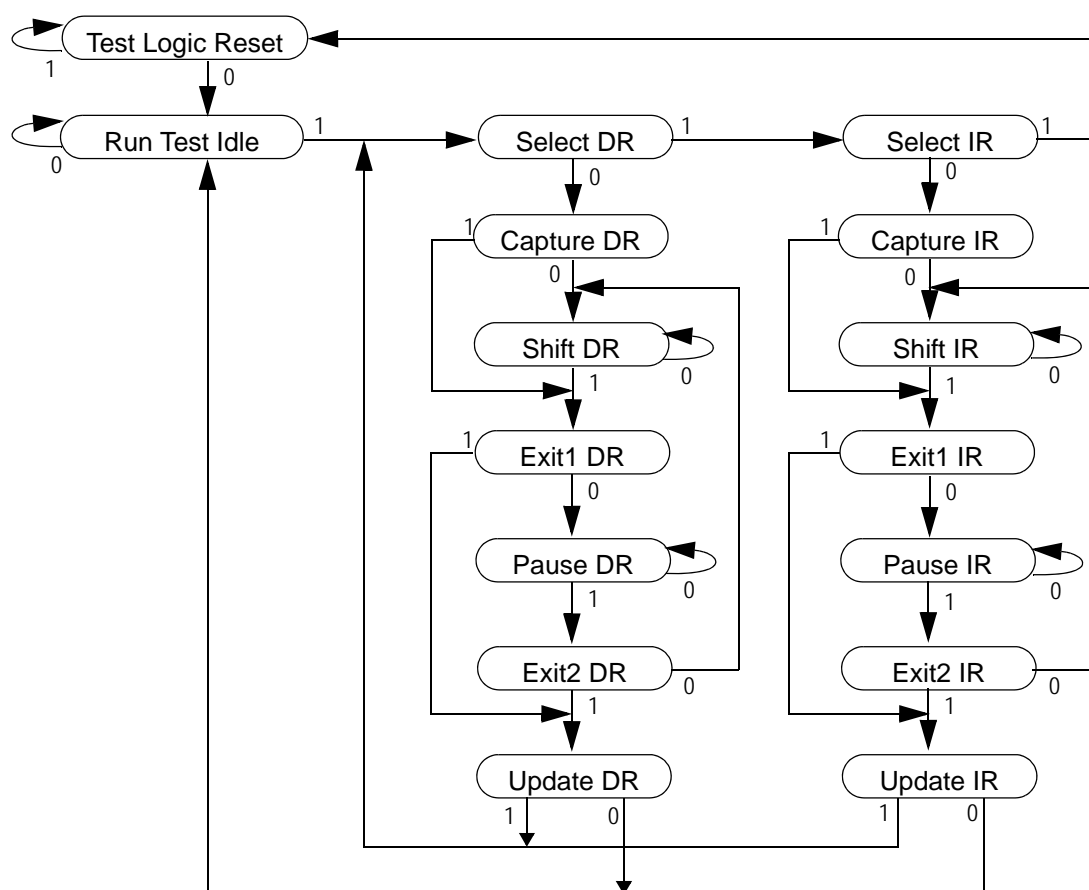 Test Logic Reset
1
0
Run Test Idle
1
0
Select DR
1
0
Select IR
1
0
Capture DR
1
0
Capture IR
1
0
Shift DR
0
1
Shift IR
0
1
Exit1 DR
1
0
Exit1 IR
1
0
Pause DR
0
1
Pause IR
0
1
Exit2 DR
0
1
Exit2 IR
0
1
Update DR
1
0
Update IR
1
0